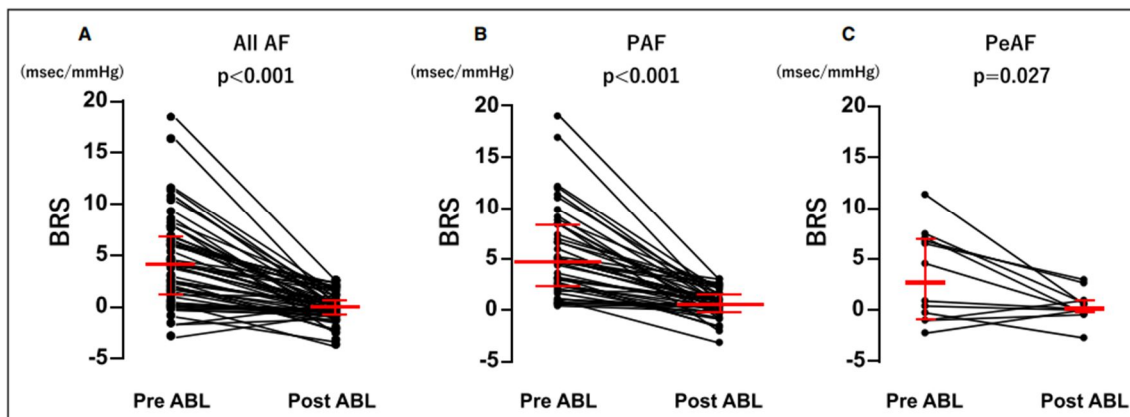 A
All AF
(msec/mmHg)
p<0.001
20
15
10
5
0
-5
BRS
Pre ABL
Post ABL
B
PAF
(msec/mmHg)
p<0.001
20
15
10
5
0
-5
BRS
Pre ABL
Post ABL
C
PeAF
(msec/mmHg)
p=0.027
20
15
10
5
0
-5
BRS
Pre ABL
Post ABL